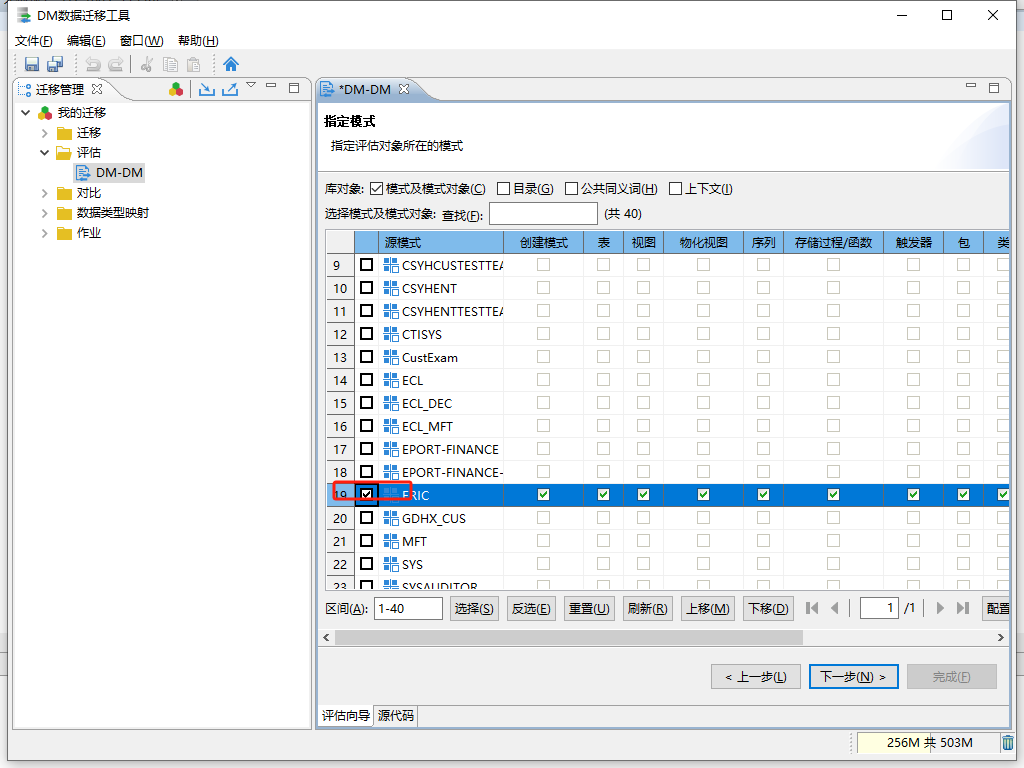 DM数据迁移工具
文件(F) 编辑(E) 窗口(W) 帮助(H)
迁移管理
我的迁移
迁移
评估
DM-DM
对比
数据类型映射
作业
*DM-DM
指定模式
指定评估对象所在的模式
库对象: 模式及模式对象(C) 目录(G) 公共同义词(H) 上下文(I)
选择模式及模式对象: 查找(F): (共 40)
源模式 创建模式 表 视图 物化视图 序列 存储过程/函数 触发器 包 类
9 CSYHCUSTESTTEA
10 CSYHENT
11 CSYHENTTESTTEA
12 CTISYS
13 CustExam
14 ECL
15 ECL_DEC
16 ECL_MFT
17 EPORT-FINANCE
18 EPORT-FINANCE-
19 ERIC
20 GDHX_CUS
21 MFT
22 SYS
23 SYSAUDITOR
区间(A): 1-40 选择(S) 反选(E) 重置(U) 刷新(R) 上移(M) 下移(D) 1 /1 配置
< 上一步(L) 下一步(N) > 完成(F)
评估向导 源代码
256M 共 503M